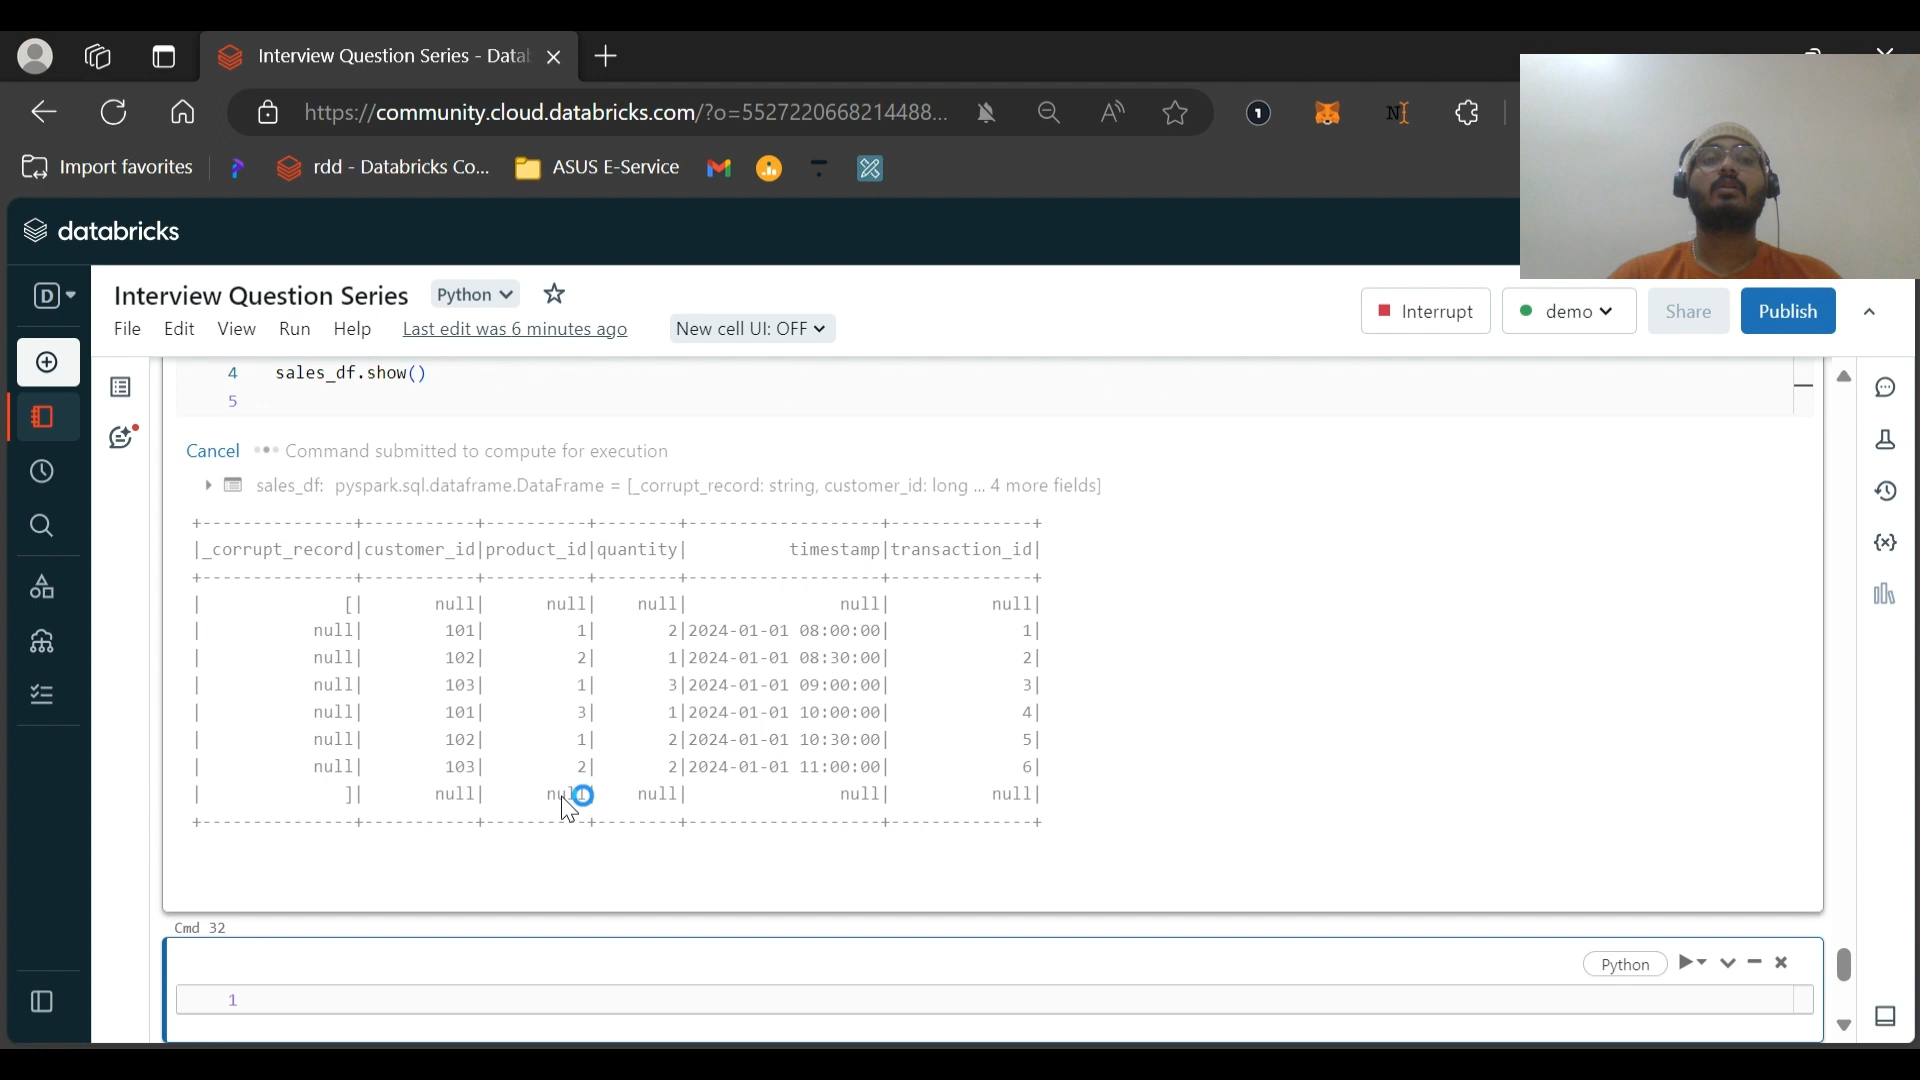 Interview Question Series - Datab
https://community.cloud.databricks.com/?o=5527220668214488...
Import favorites
rdd - Databricks Co...
ASUS E-Service
databricks
D
Interview Question Series
Python
File Edit View Run Help Last edit was 6 minutes ago New cell UI: OFF
Interrupt
demo
Share
Publish
4 sales_df.show()
5
Cancel ••• Command submitted to compute for execution
sales_df: pyspark.sql.dataframe.DataFrame = [_corrupt_record: string, customer_id: long ... 4 more fields]
+---------------+-----------+----------+--------+-------------------+--------------+
|_corrupt_record|customer_id|product_id|quantity|          timestamp|transaction_id|
+---------------+-----------+----------+--------+-------------------+--------------+
|              [|       null|      null|    null|               null|          null|
|           null|        101|         1|       2|2024-01-01 08:00:00|             1|
|           null|        102|         2|       1|2024-01-01 08:30:00|             2|
|           null|        103|         1|       3|2024-01-01 09:00:00|             3|
|           null|        101|         3|       1|2024-01-01 10:00:00|             4|
|           null|        102|         1|       2|2024-01-01 10:30:00|             5|
|           null|        103|         2|       2|2024-01-01 11:00:00|             6|
|              ]|       null|      null|    null|               null|          null|
+---------------+-----------+----------+--------+-------------------+--------------+
Cmd 32
Python
1